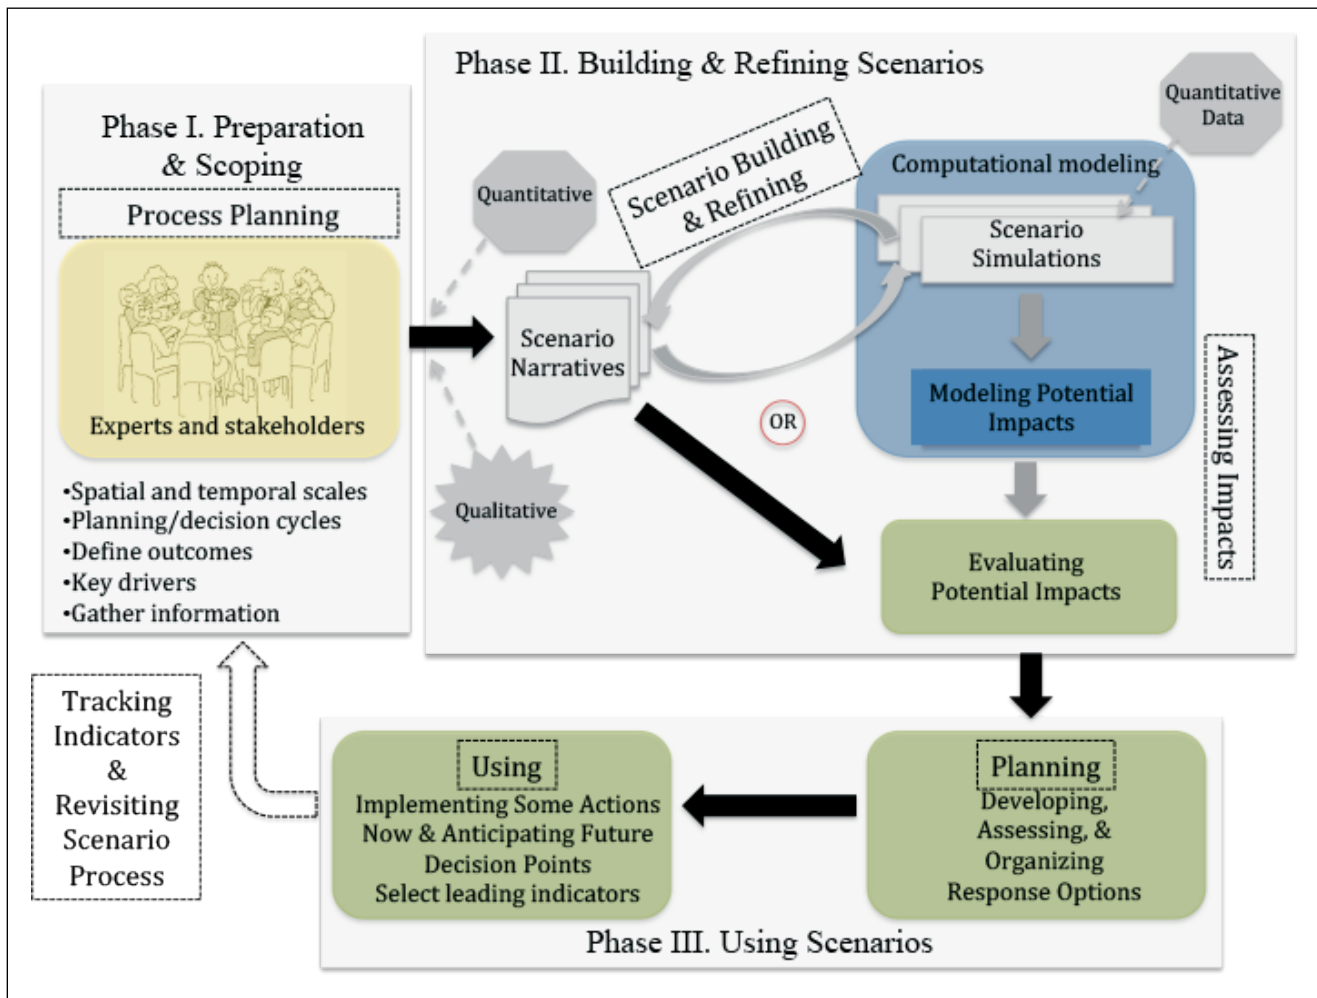 Phase I. Preparation
& Scoping
Process Planning
Experts and stakeholders
•Spatial and temporal scales
•Planning/decision cycles
•Define outcomes
•Key drivers
•Gather information
Phase II. Building & Refining Scenarios
Quantitative
Qualitative
Scenario
Narratives
Scenario Building
& Refining
OR
Quantitative
Data
Computational modeling
Scenario
Simulations
Modeling Potential
Impacts
Assessing Impacts
Evaluating
Potential Impacts
Planning
Developing,
Assessing, &
Organizing
Response Options
Using
Implementing Some Actions
Now & Anticipating Future
Decision Points
Select leading indicators
Phase III. Using Scenarios
Tracking
Indicators
&
Revisiting
Scenario
Process